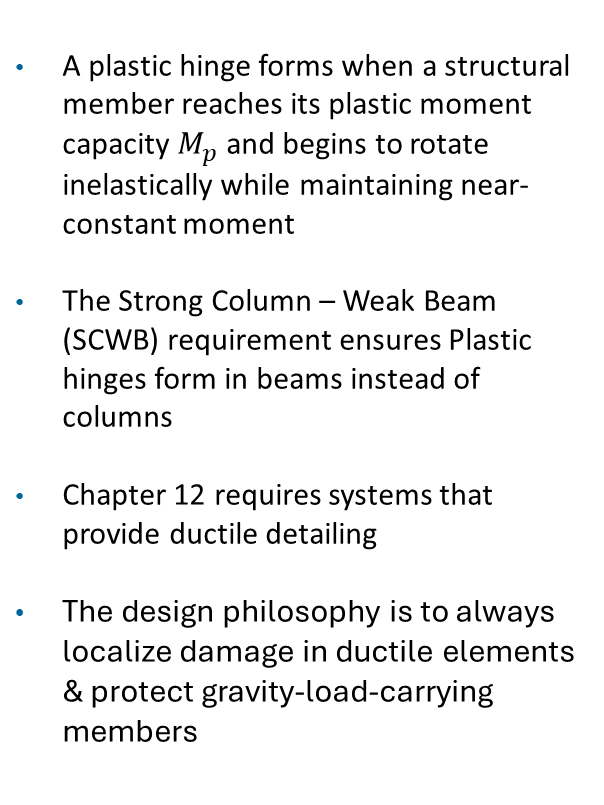 • A plastic hinge forms when a structural
member reaches its plastic moment
capacity $M_p$ and begins to rotate
inelastically while maintaining near-
constant moment
• The Strong Column – Weak Beam
(SCWB) requirement ensures Plastic
hinges form in beams instead of
columns
• Chapter 12 requires systems that
provide ductile detailing
• The design philosophy is to always
localize damage in ductile elements
& protect gravity-load-carrying
members